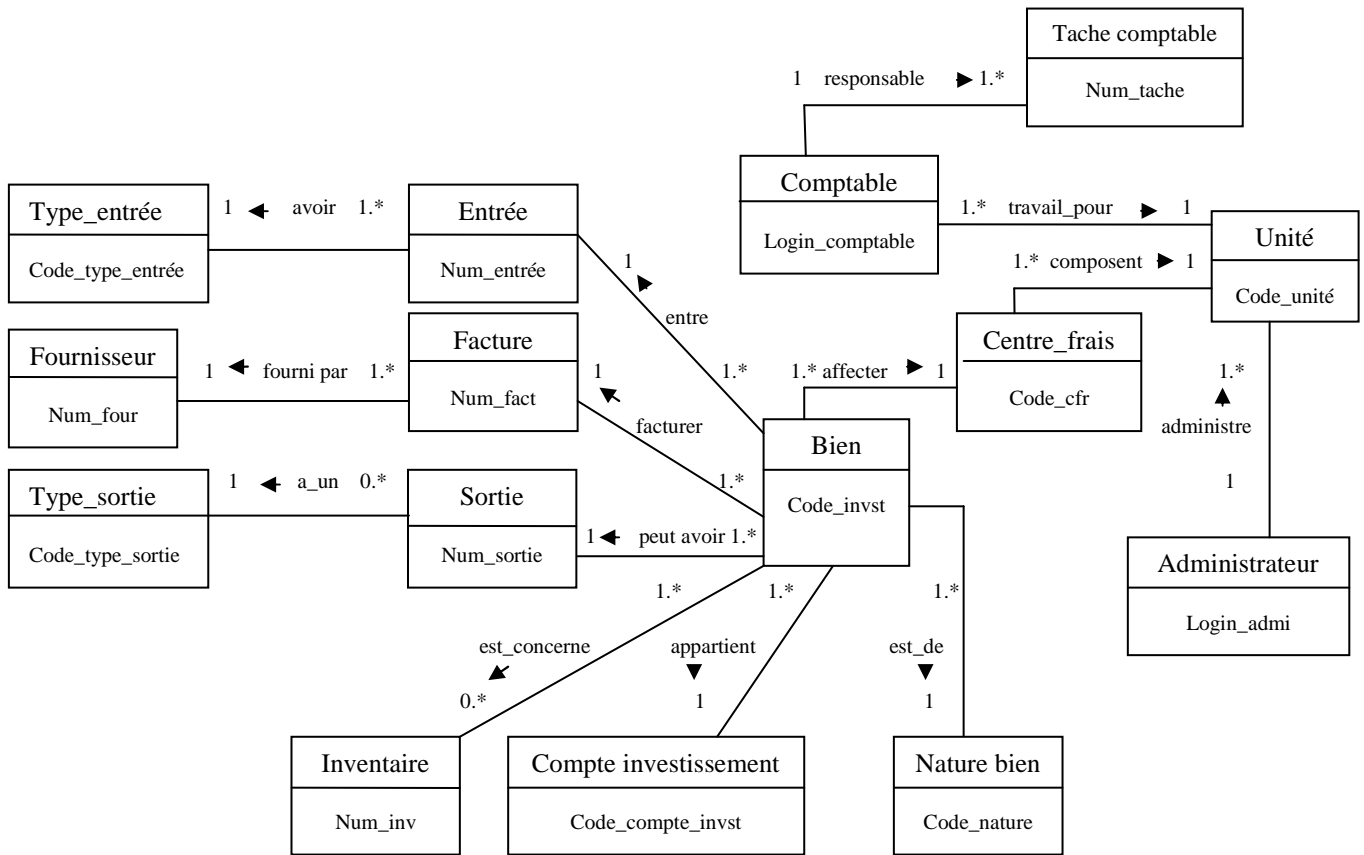 Tache comptable
1 responsable 1.*
Num_tache
Comptable
Type_entrée
1 avoir 1.*
Entrée
1.* travail_pour 1
Unité
Login_comptable
Code_type_entrée
Num_entrée
1
1.* composent 1
Code_unité
entre
Fournisseur
Facture
Centre_frais
1 fourni par 1.*
1
1.*
1.* affecter 1
1.*
Num_four
Num_fact
Code_cfr
facturer
administre
Bien
Type_sortie
1 a_un 0.*
Sortie
1.*
1
Code_invst
Code_type_sortie
Num_sortie
1 peut avoir 1.*
Administrateur
1.*
1.*
1.*
Login_admi
est_concerne
appartient
est_de
0.*
1
1
Inventaire
Compte investissement
Nature bien
Num_inv
Code_compte_invst
Code_nature